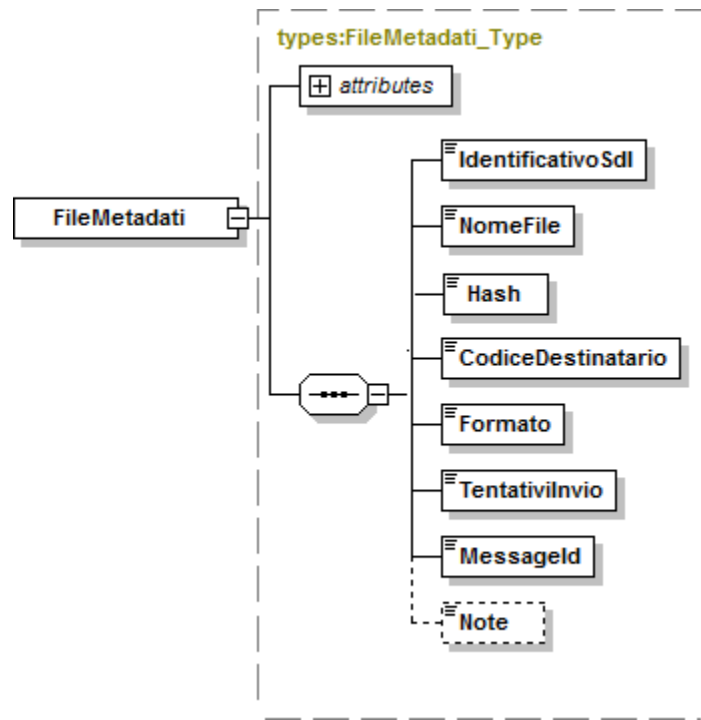 types:FileMetadati_Type
attributes
FileMetadati
IdentificativoSdI
NomeFile
Hash
CodiceDestinatario
Formato
TentativiInvio
MessageId
Note